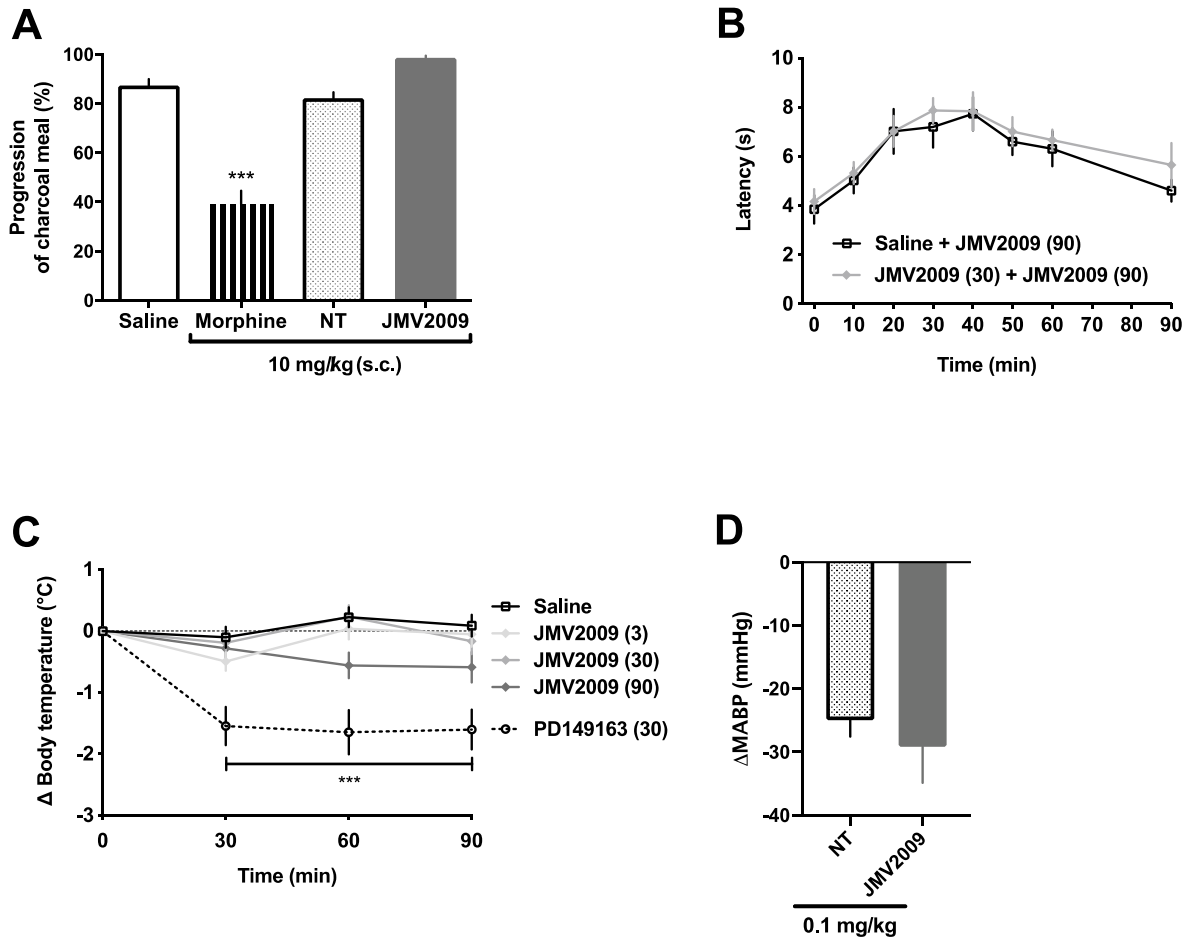 A
Progression
of charcoal meal (%)
100
80
60
40
20
0
***
Saline
Morphine
NT
JMV2009
10 mg/kg (s.c.)
B
Latency (s)
10
8
6
4
2
0
Saline + JMV2009 (90)
JMV2009 (30) + JMV2009 (90)
0 10 20 30 40 50 60 70 80 90
Time (min)
C
Δ Body temperature (°C)
1
0
-1
-2
-3
***
0 30 60 90
Time (min)
Saline
JMV2009 (3)
JMV2009 (30)
JMV2009 (90)
PD149163 (30)
D
ΔMABP (mmHg)
0
-10
-20
-30
-40
NT
JMV2009
0.1 mg/kg